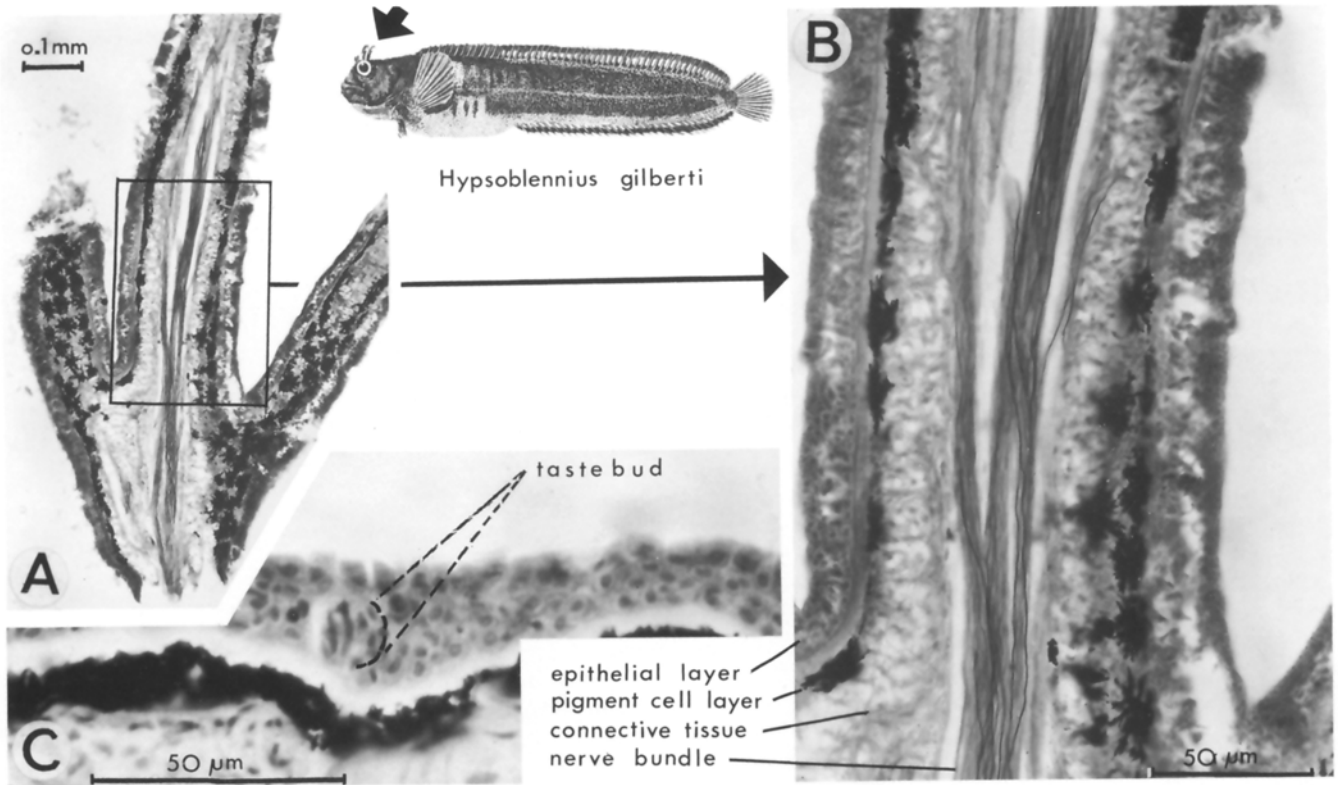 0.1mm
Hypsoblennius gilberti
A
B
taste bud
C
50 µm
epithelial layer
pigment cell layer
connective tissue
nerve bundle
50 µm